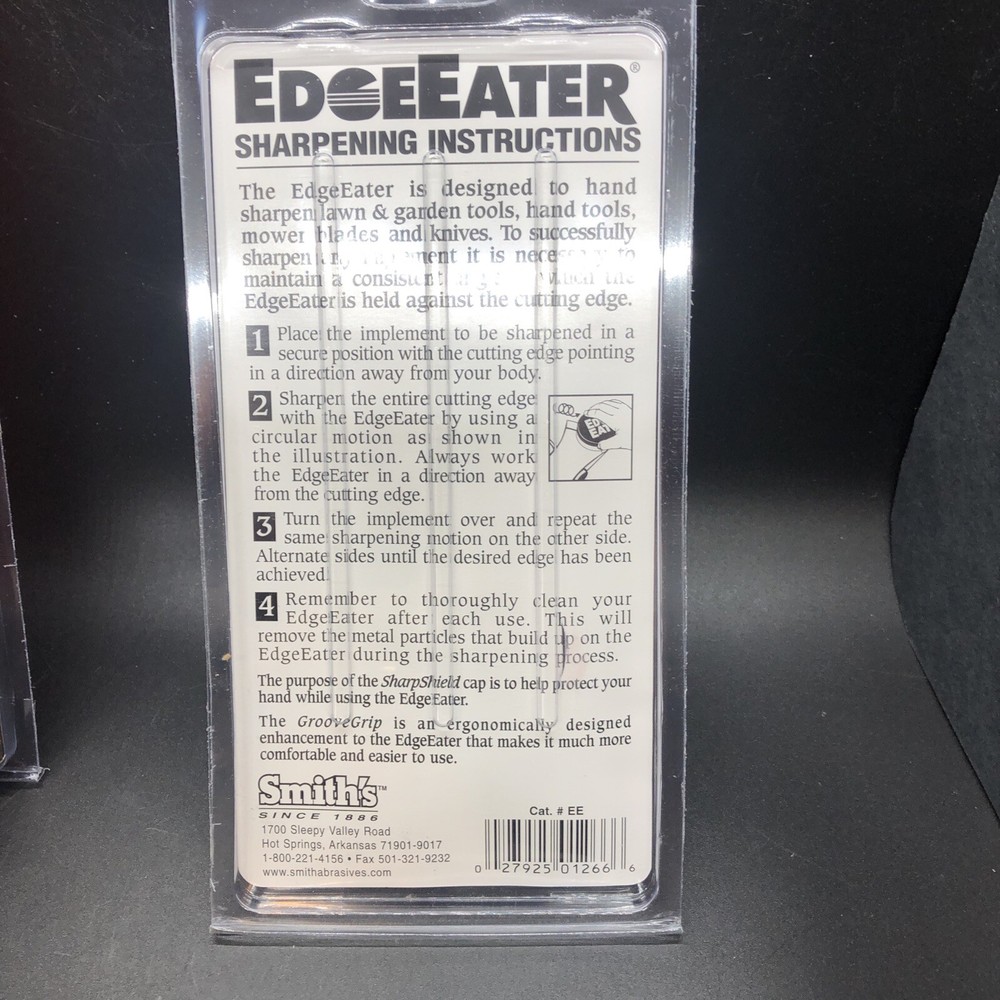 EDGEEATER®
SHARPENING INSTRUCTIONS
The EdgeEater is designed to hand
sharpen lawn & garden tools, hand tools,
mower blades and knives. To successfully
sharpen any implement it is necessary to
maintain a consistent which the
EdgeEater is held against the cutting edge.
1 Place the implement to be sharpened in a
secure position with the cutting edge pointing
in a direction away from your body.
2 Sharpen the entire cutting edge
with the EdgeEater by using a
circular motion as shown in
the illustration. Always work
the EdgeEater in a direction away
from the cutting edge.
3 Turn the implement over and repeat the
same sharpening motion on the other side.
Alternate sides until the desired edge has been
achieved.
4 Remember to thoroughly clean your
EdgeEater after each use. This will
remove the metal particles that build up on the
EdgeEater during the sharpening process.
The purpose of the SharpShield cap is to help protect your
hand while using the EdgeEater.
The GrooveGrip is an ergonomically designed
enhancement to the EdgeEater that makes it much more
comfortable and easier to use.
Smith's™
SINCE 1886
1700 Sleepy Valley Road
Hot Springs, Arkansas 71901-9017
1-800-221-4156 • Fax 501-321-9232
www.smithabrasives.com
Cat. # EE
0 27925 01266 6